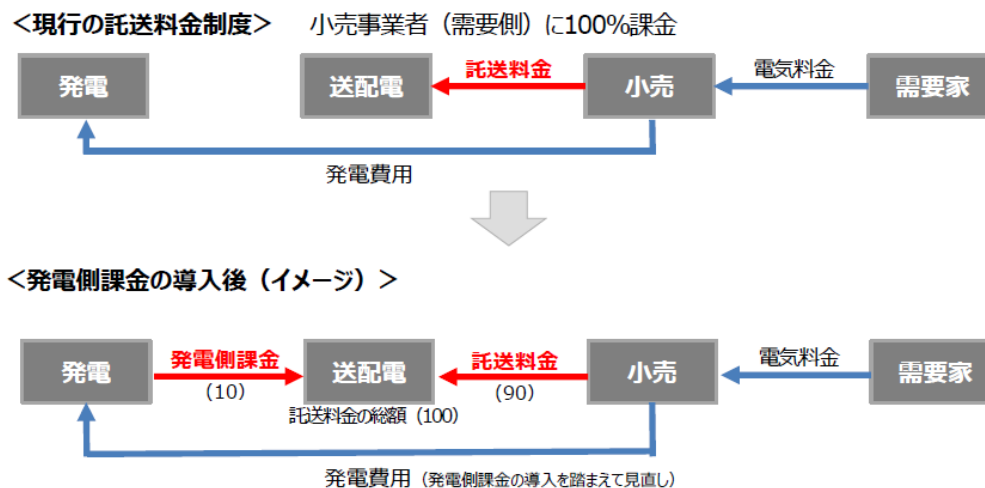 ＜現行の託送料金制度＞ 小売事業者（需要側）に100%課金
発電 送配電 託送料金 小売 電気料金 需要家
発電費用
＜発電側課金の導入後（イメージ）＞
発電 発電側課金 送配電 託送料金 小売 電気料金 需要家
（10） （90）
託送料金の総額（100）
発電費用（発電側課金の導入を踏まえて見直し）